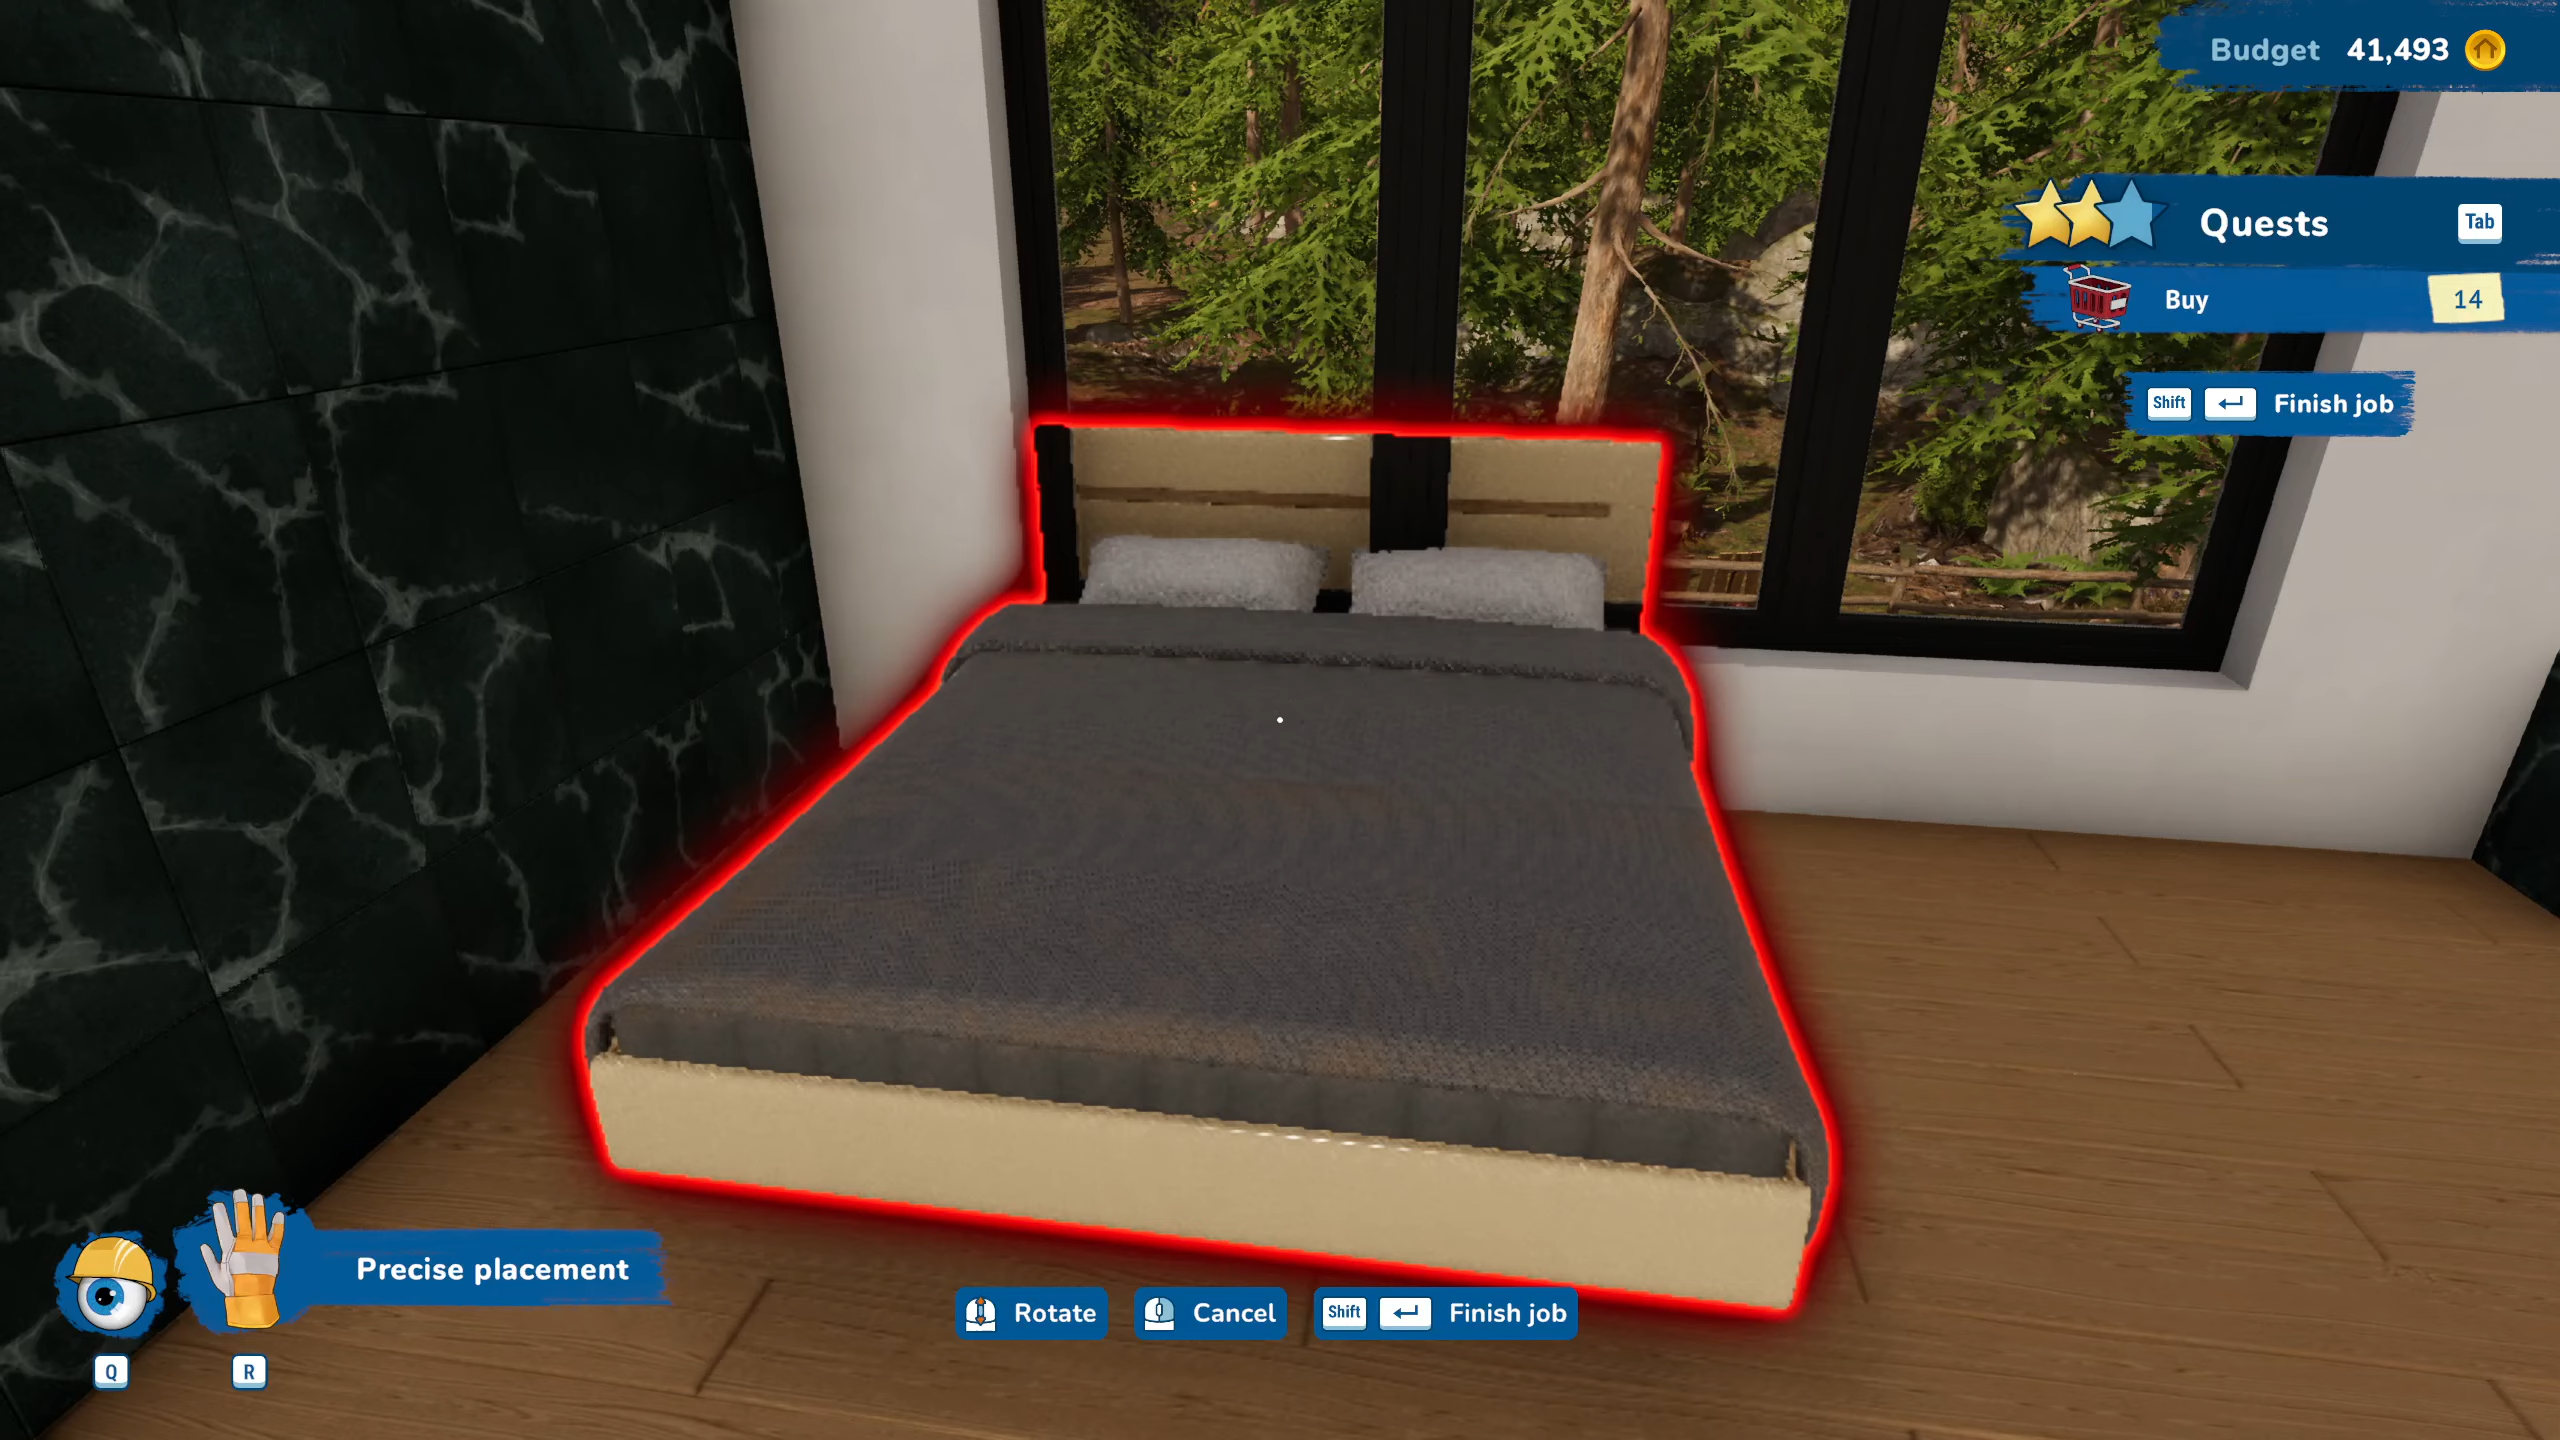 Budget 41,493
Quests Tab
Buy 14
Shift Finish job
Precise placement
Rotate Cancel Shift Finish job
Q R